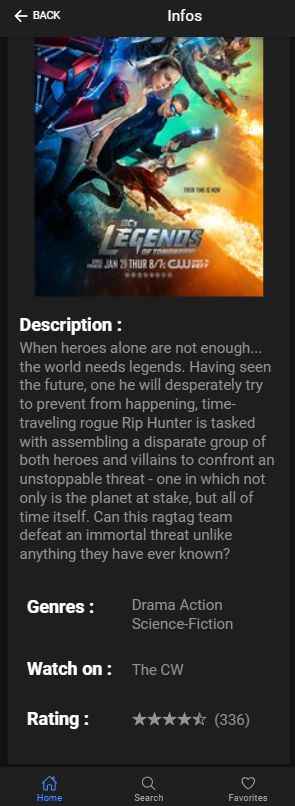 BACK
Infos
THEIR TIME IS NOW
DC's
LEGENDS
OF TOMORROW
JAN 21 THUR 8/7c CW
Description :
When heroes alone are not enough...
the world needs legends. Having seen
the future, one he will desperately try
to prevent from happening, time-
traveling rogue Rip Hunter is tasked
with assembling a disparate group of
both heroes and villains to confront an
unstoppable threat - one in which not
only is the planet at stake, but all of
time itself. Can this ragtag team
defeat an immortal threat unlike
anything they have ever known?
Genres : Drama Action
Science-Fiction
Watch on : The CW
Rating : (336)
Home Search Favorites